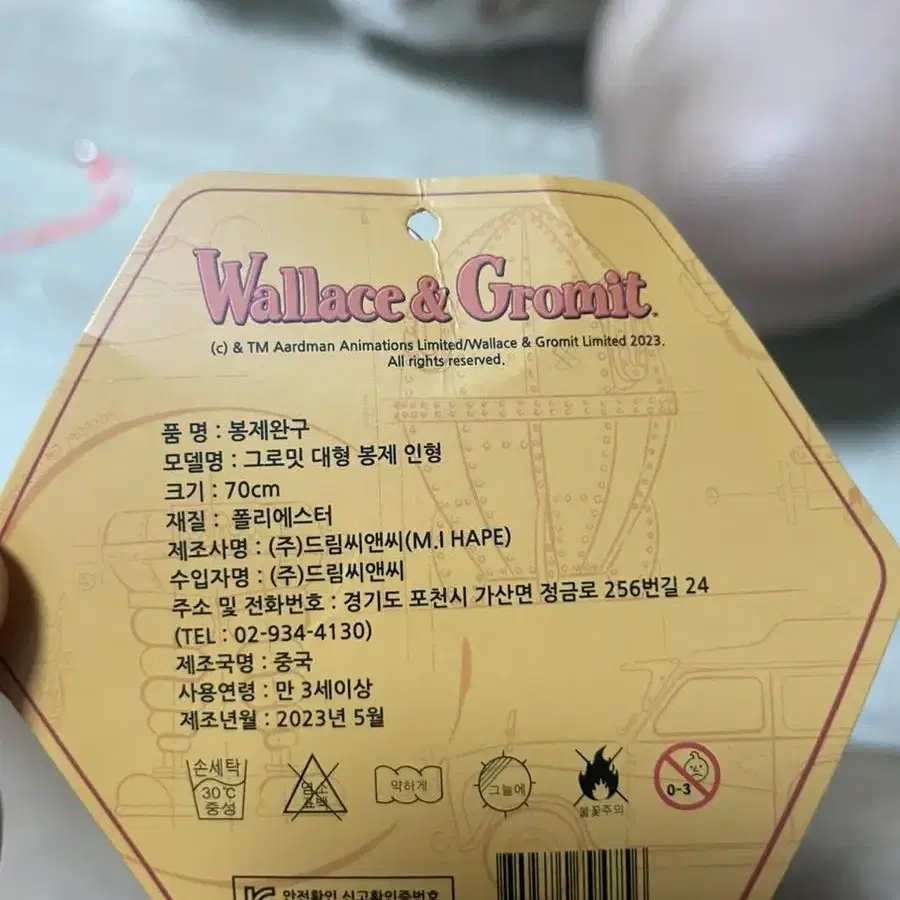 Wallace & Gromit
(c) & TM Aardman Animations Limited/Wallace & Gromit Limited 2023.
All rights reserved.
품 명 : 봉제완구
모델명 : 그로밋 대형 봉제 인형
크기 : 70cm
재질 : 폴리에스터
제조사명 : (주)드림씨앤씨(M.I HAPE)
수입자명 : (주)드림씨앤씨
주소 및 전화번호 : 경기도 포천시 가산면 정금로 256번길 24
(TEL : 02-934-4130)
제조국명 : 중국
사용연령 : 만 3세이상
제조년월 : 2023년 5월
손세탁 30℃ 중성
염소 표백
약하게
그늘에
불꽃주의
0-3
안전확인 신고확인증번호